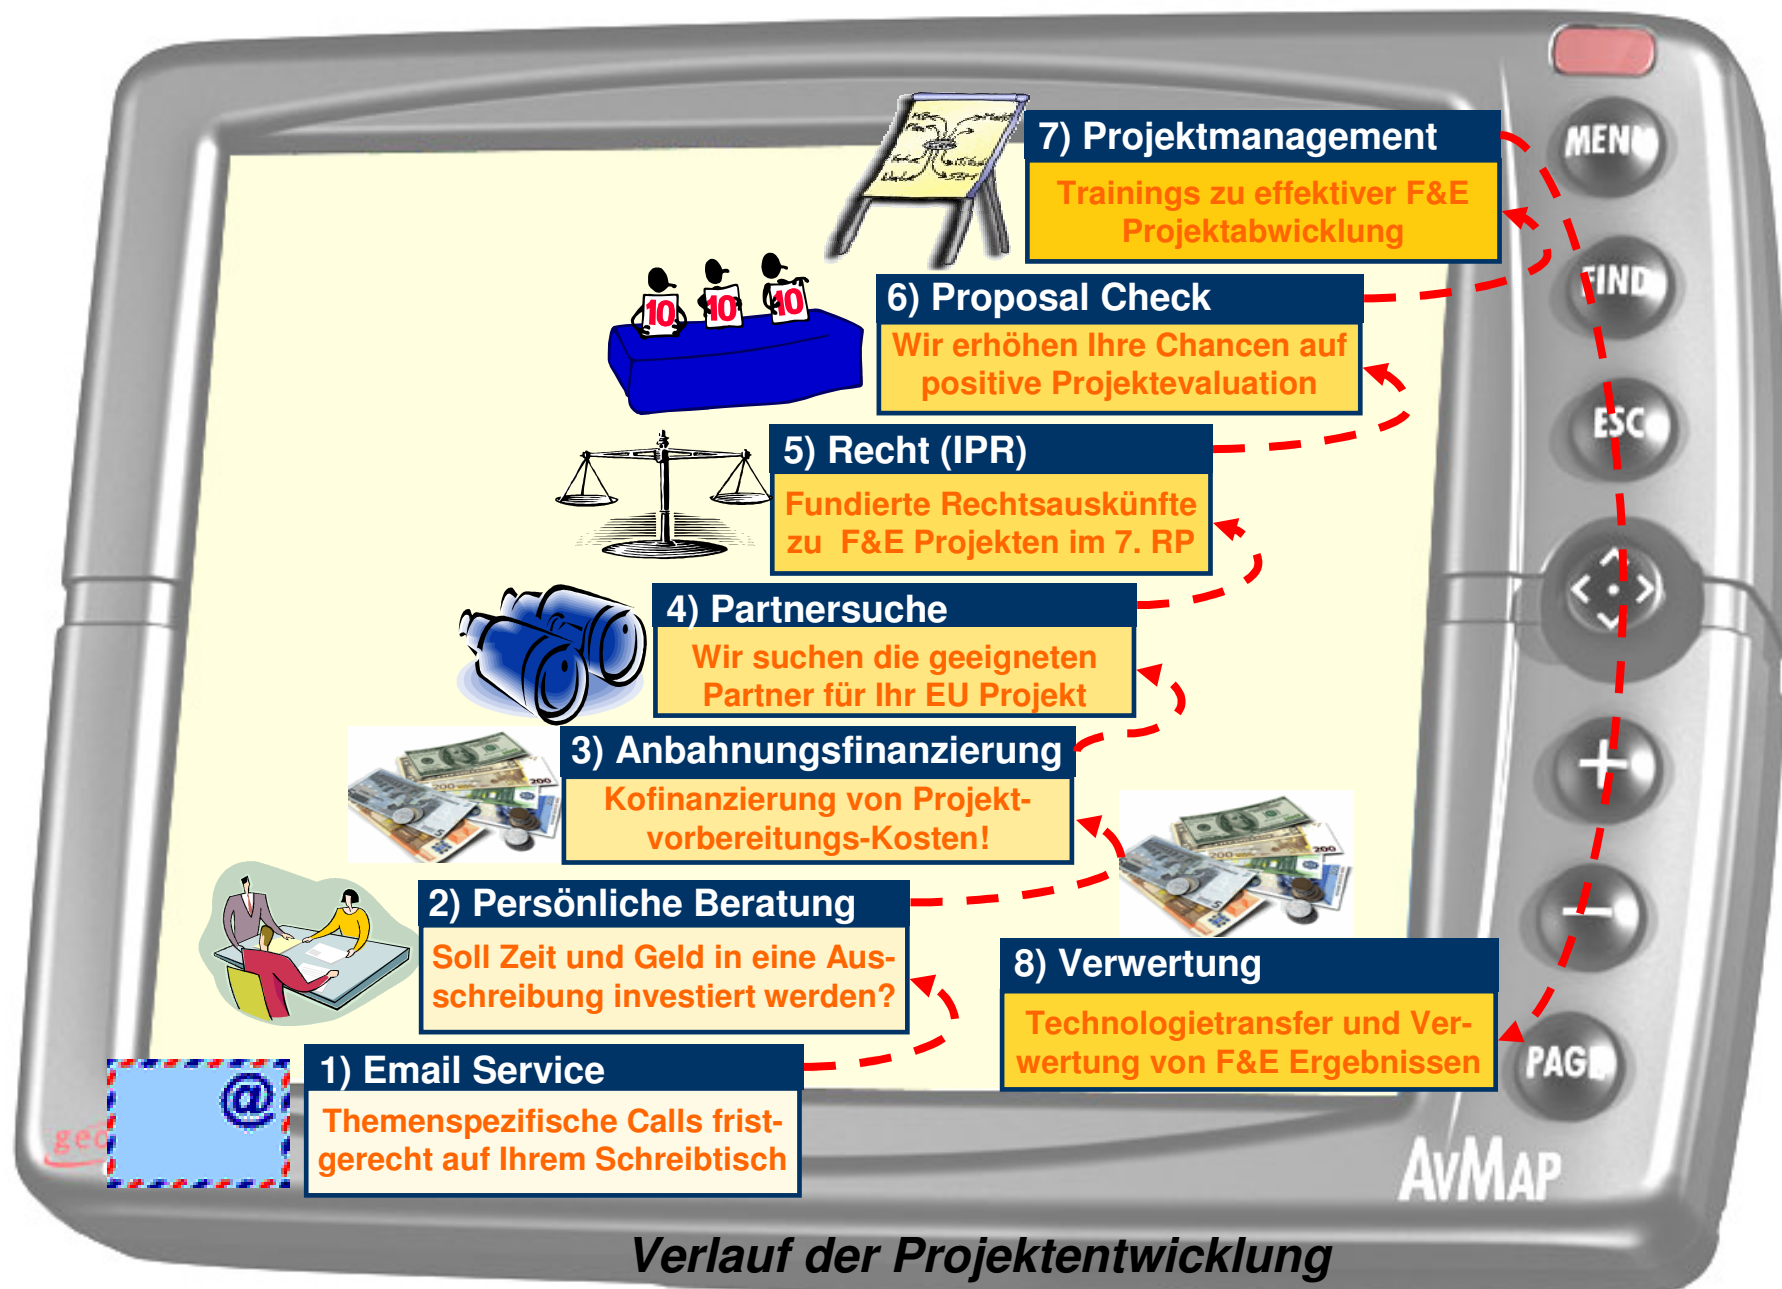 7) Projektmanagement
Trainings zu effektiver F&E
Projektabwicklung
6) Proposal Check
Wir erhöhen Ihre Chancen auf
positive Projektevaluation
10 10 10
5) Recht (IPR)
Fundierte Rechtsauskünfte
zu F&E Projekten im 7. RP
4) Partnersuche
Wir suchen die geeigneten
Partner für Ihr EU Projekt
3) Anbahnungsfinanzierung
Kofinanzierung von Projekt-
vorbereitungs-Kosten!
2) Persönliche Beratung
Soll Zeit und Geld in eine Aus-
schreibung investiert werden?
1) Email Service
Themenspezifische Calls frist-
gerecht auf Ihrem Schreibtisch
@
8) Verwertung
Technologietransfer und Ver-
wertung von F&E Ergebnissen
MENU
FIND
ESC
+
−
PAGE
geo
AvMap
Verlauf der Projektentwicklung